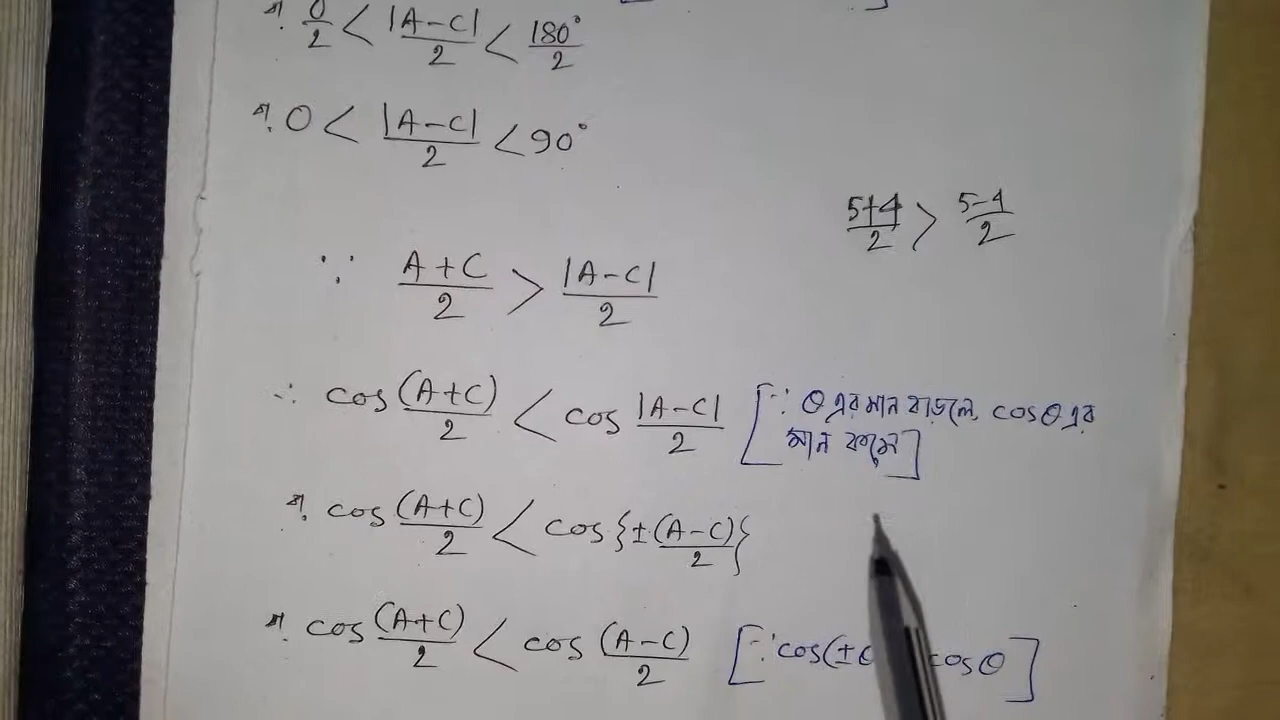 বা, 0/2 < |A-C|/2 < 180°/2
বা, 0 < |A-C|/2 < 90°
5+4/2 > 5-4/2
∵ A+C/2 > |A-C|/2
∴ cos (A+C)/2 < cos |A-C|/2 [∵ θ এর মান বাড়লে, cosθ এর
মান কমে]
বা, cos (A+C)/2 < cos{±(A-C)/2}
বা, cos (A+C)/2 < cos (A-C)/2 [∵ cos(± cosθ]